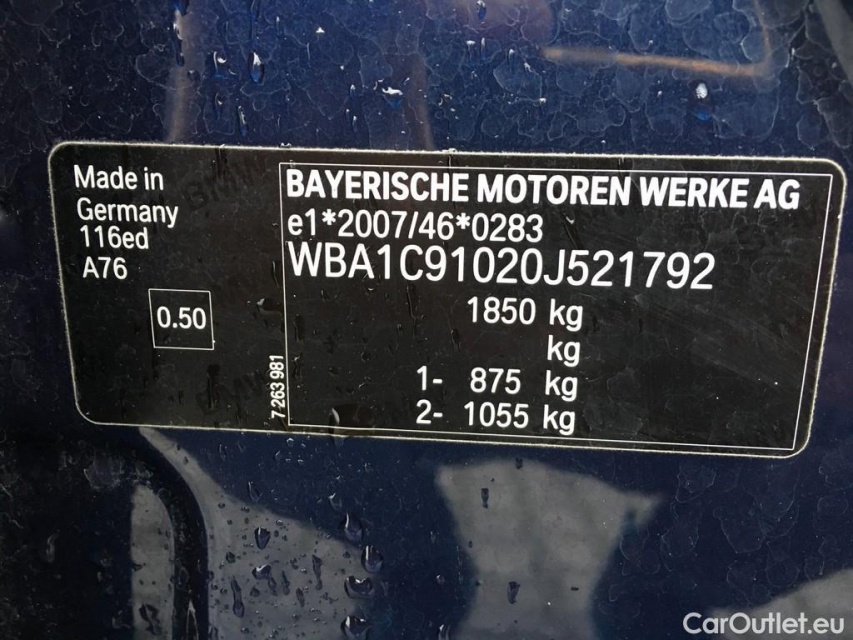 Made in
Germany
116ed
A76
0.50
7 263 981
BAYERISCHE MOTOREN WERKE AG
e1*2007/46*0283
WBA1C91020J521792
1850 kg
kg
1- 875 kg
2- 1055 kg
CarOutlet.eu